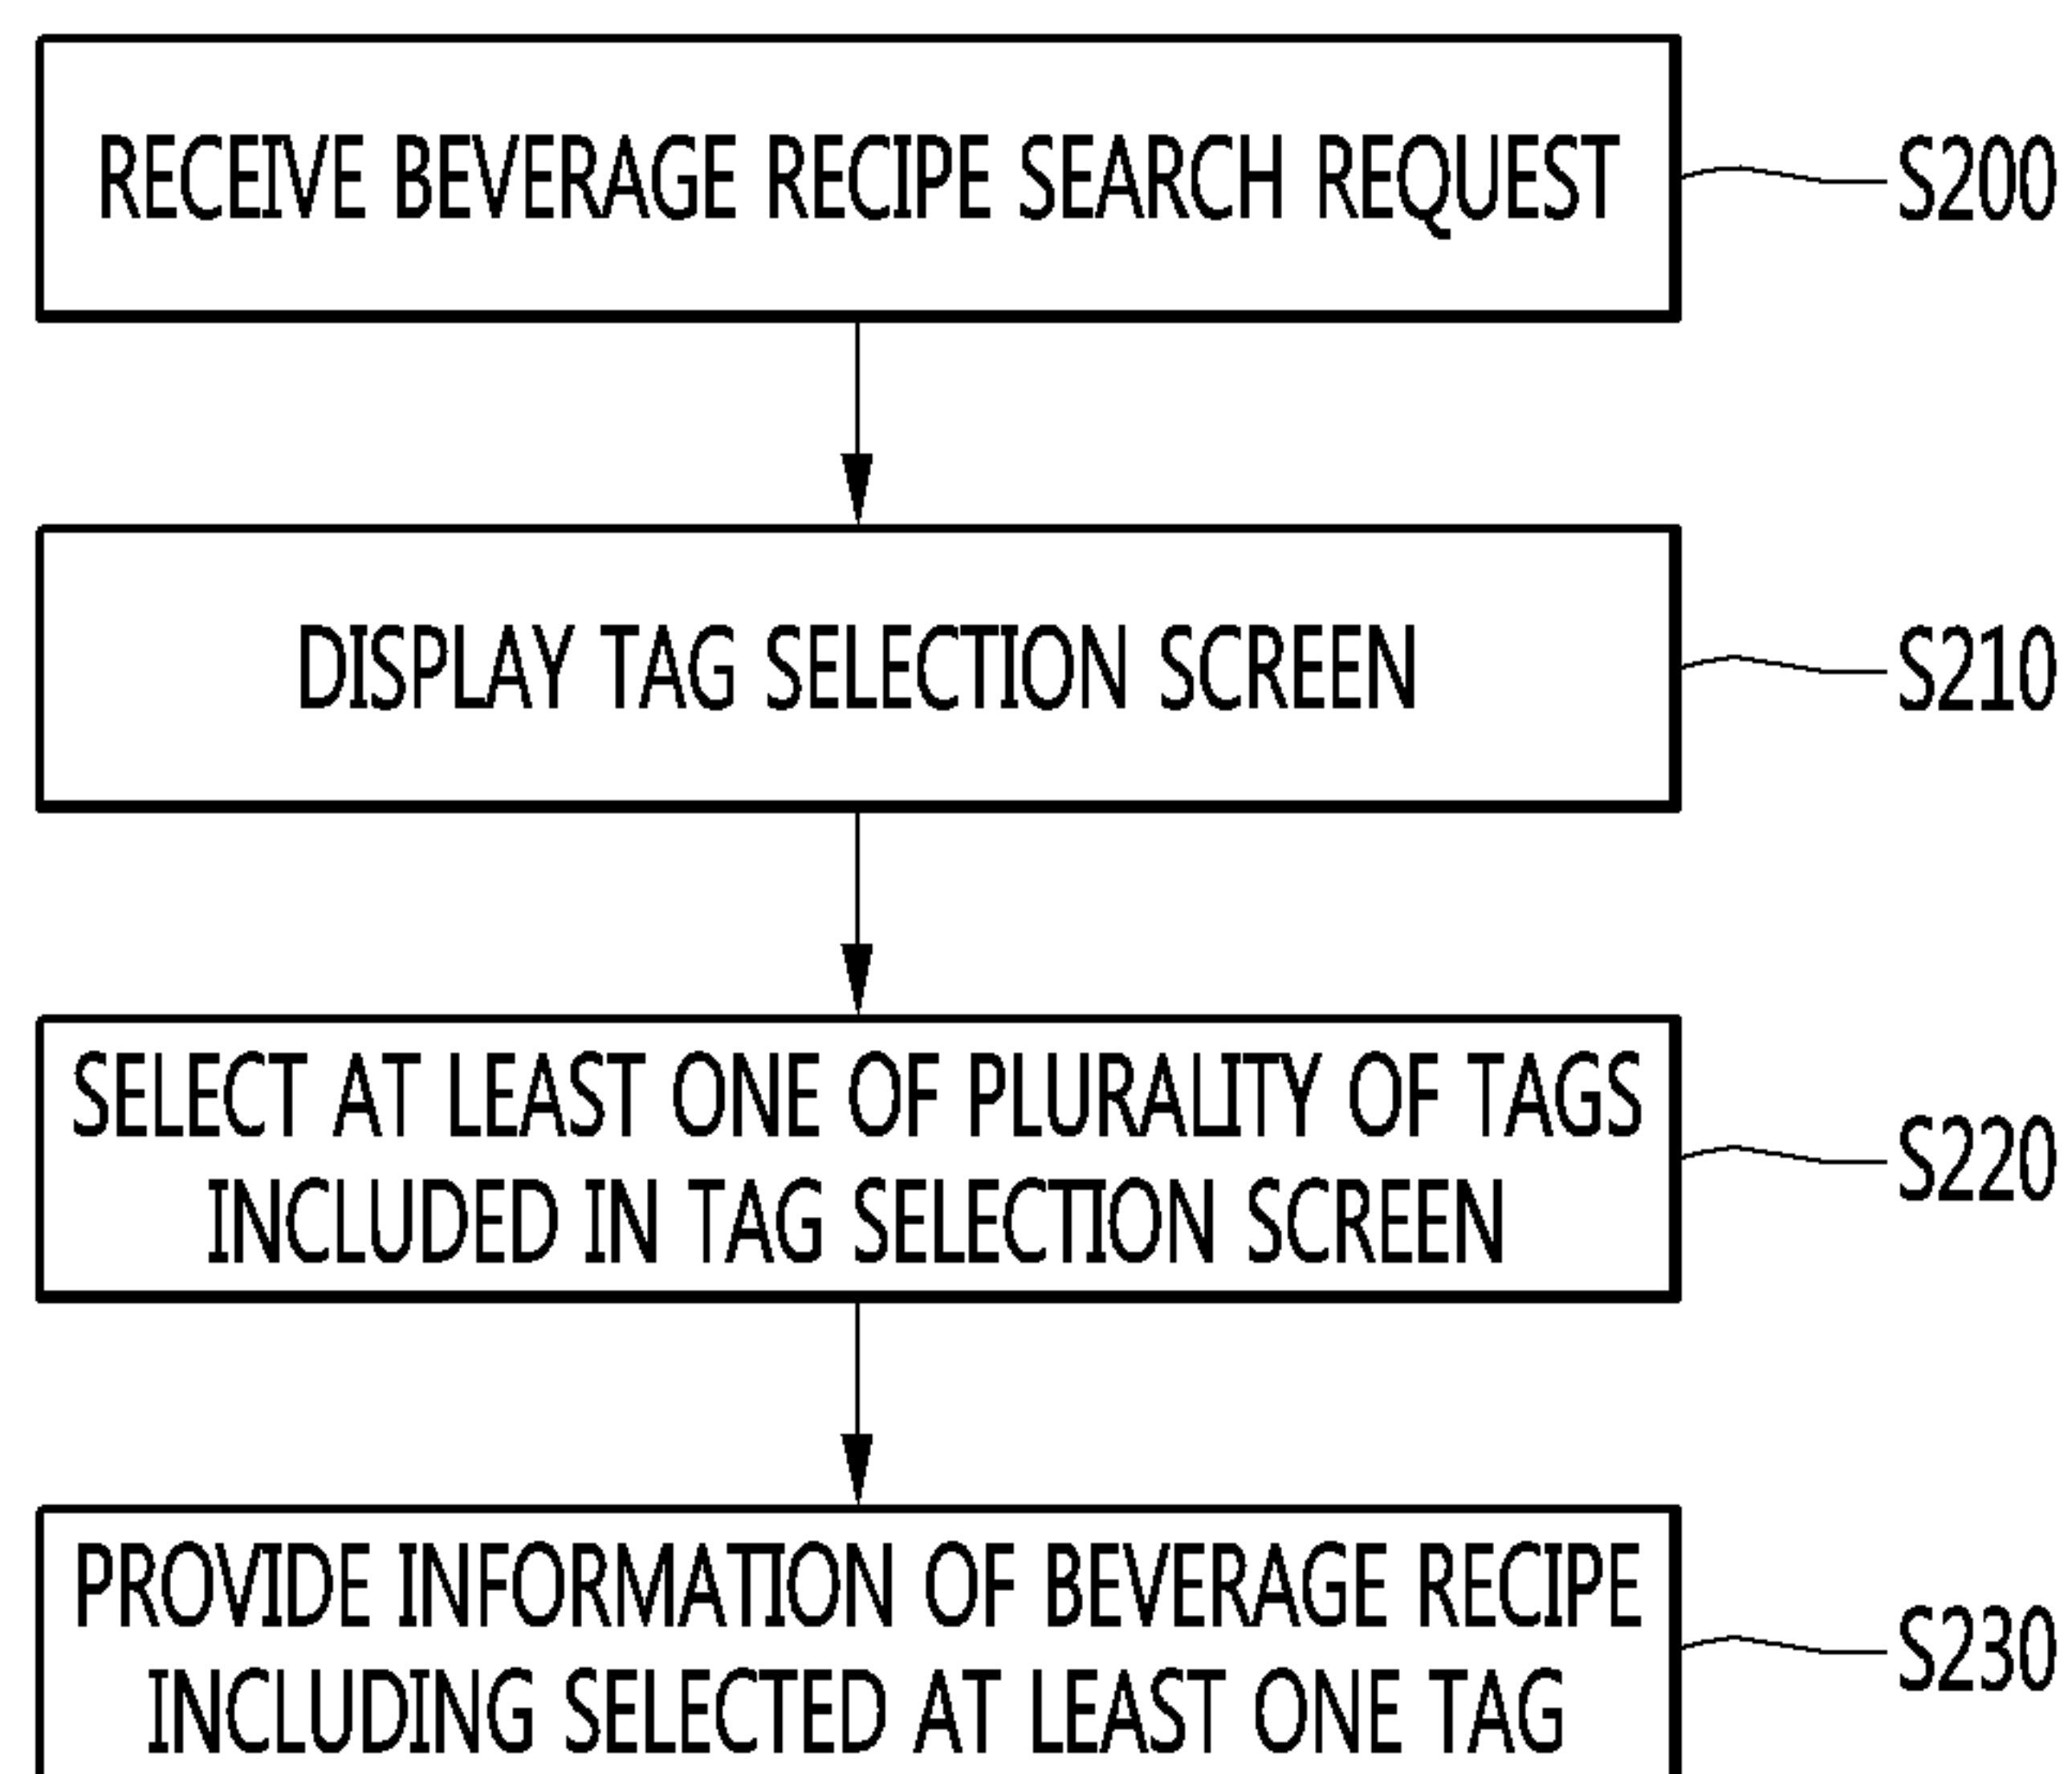 RECEIVE BEVERAGE RECIPE SEARCH REQUEST
S200
DISPLAY TAG SELECTION SCREEN
S210
SELECT AT LEAST ONE OF PLURALITY OF TAGS
INCLUDED IN TAG SELECTION SCREEN
S220
PROVIDE INFORMATION OF BEVERAGE RECIPE
INCLUDING SELECTED AT LEAST ONE TAG
S230